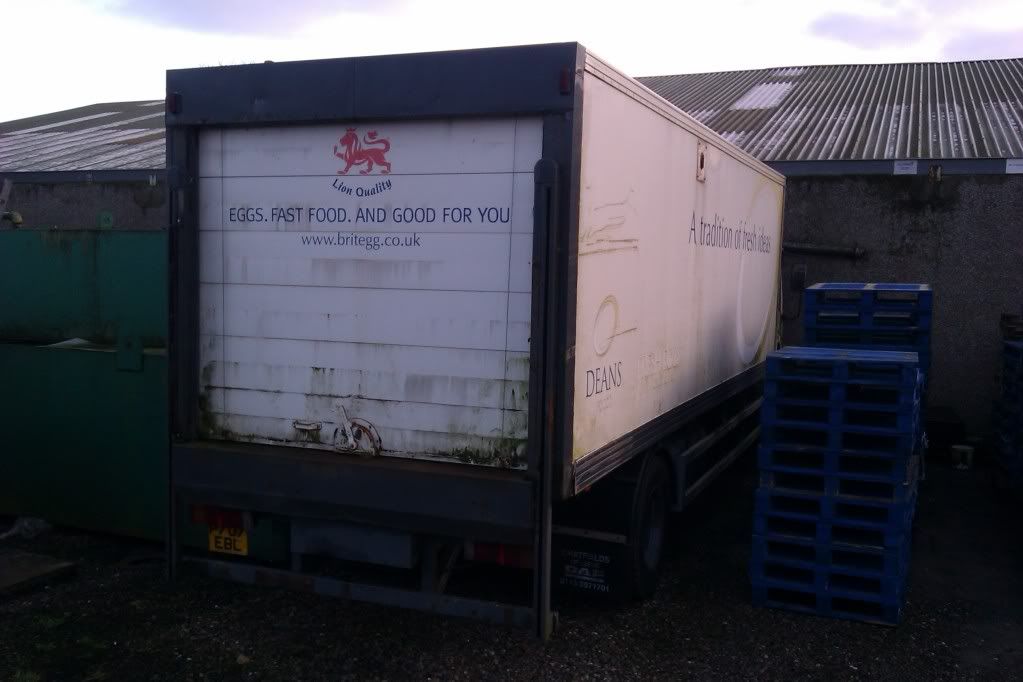 Lion Quality
EGGS. FAST FOOD. AND GOOD FOR YOU
www.britegg.co.uk
A tradition of fresh ideas
DEANS
EBL
DAF